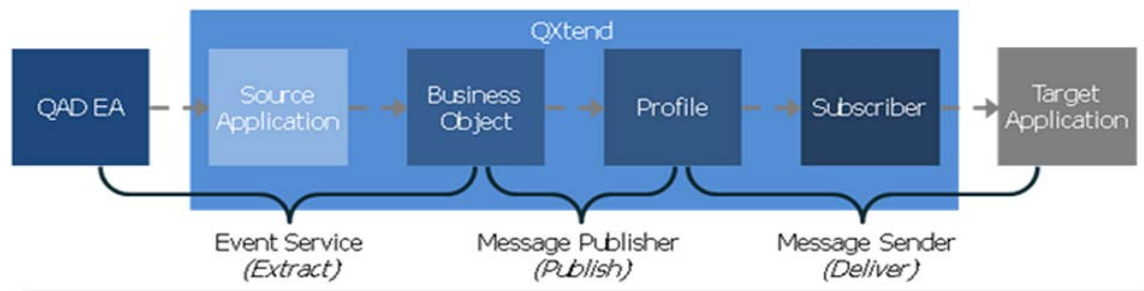 QXtend
QAD EA
Source
Application
Business
Object
Profile
Subscriber
Target
Application
Event Service
(Extract)
Message Publisher
(Publish)
Message Sender
(Deliver)